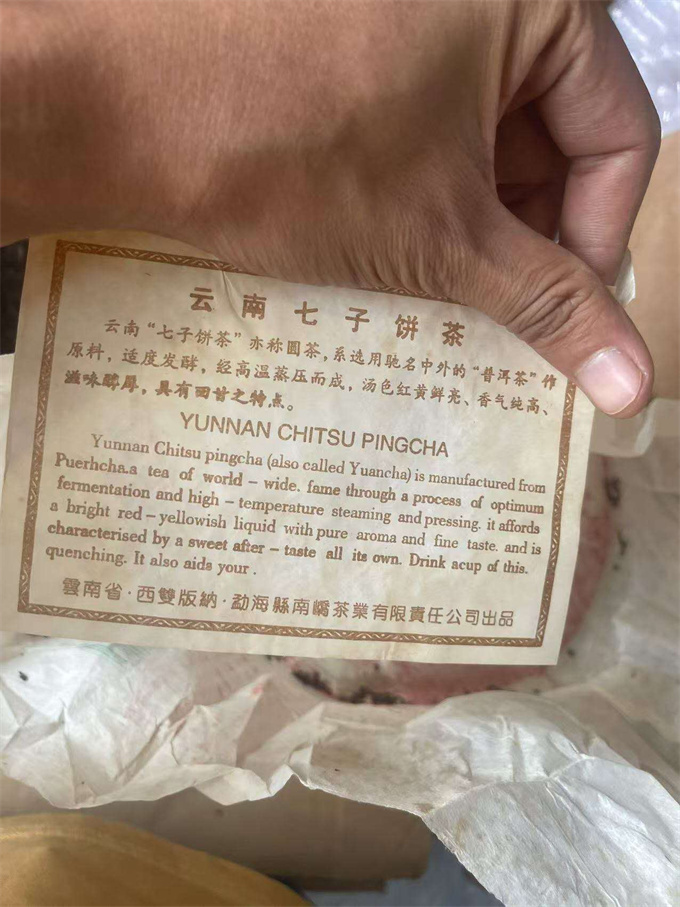 云南七子饼茶
云南“七子饼茶”亦称圆茶，系选用驰名中外的“普洱茶”作
原料，适度发酵，经高温蒸压而成，汤色红黄鲜亮、香气纯高、
滋味醇厚，具有回甘之特点。
YUNNAN CHITSU PINGCHA
Yunnan Chitsu pingcha (also called Yuancha) is manufactured from
Puerhcha.a tea of world – wide. fame through a process of optimum
fermentation and high – temperature steaming and pressing. it affords
a bright red – yellowish liquid with pure aroma and fine taste. and is
characterised by a sweet after – taste all its own. Drink acup of this.
quenching. It also aids your .
雲南省·西雙版納·勐海縣南嶠茶業有限責任公司出品